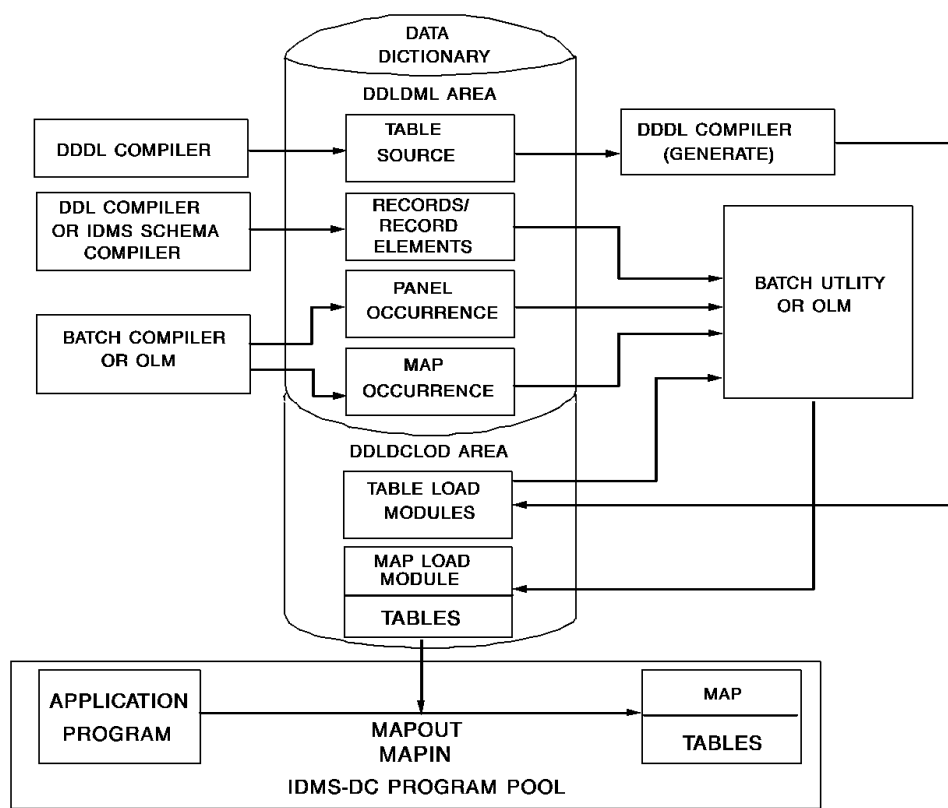 DATA
DICTIONARY
DDLDML AREA
DDDL COMPILER
TABLE
SOURCE
DDDL COMPILER
(GENERATE)
DDL COMPILER
OR IDMS SCHEMA
COMPILER
RECORDS/
RECORD
ELEMENTS
BATCH UTLITY
OR OLM
PANEL
OCCURRENCE
BATCH COMPILER
OR OLM
MAP
OCCURRENCE
DDLDCLOD AREA
TABLE LOAD
MODULES
MAP LOAD
MODULE
TABLES
APPLICATION
PROGRAM
MAPOUT
MAPIN
MAP
TABLES
IDMS-DC PROGRAM POOL